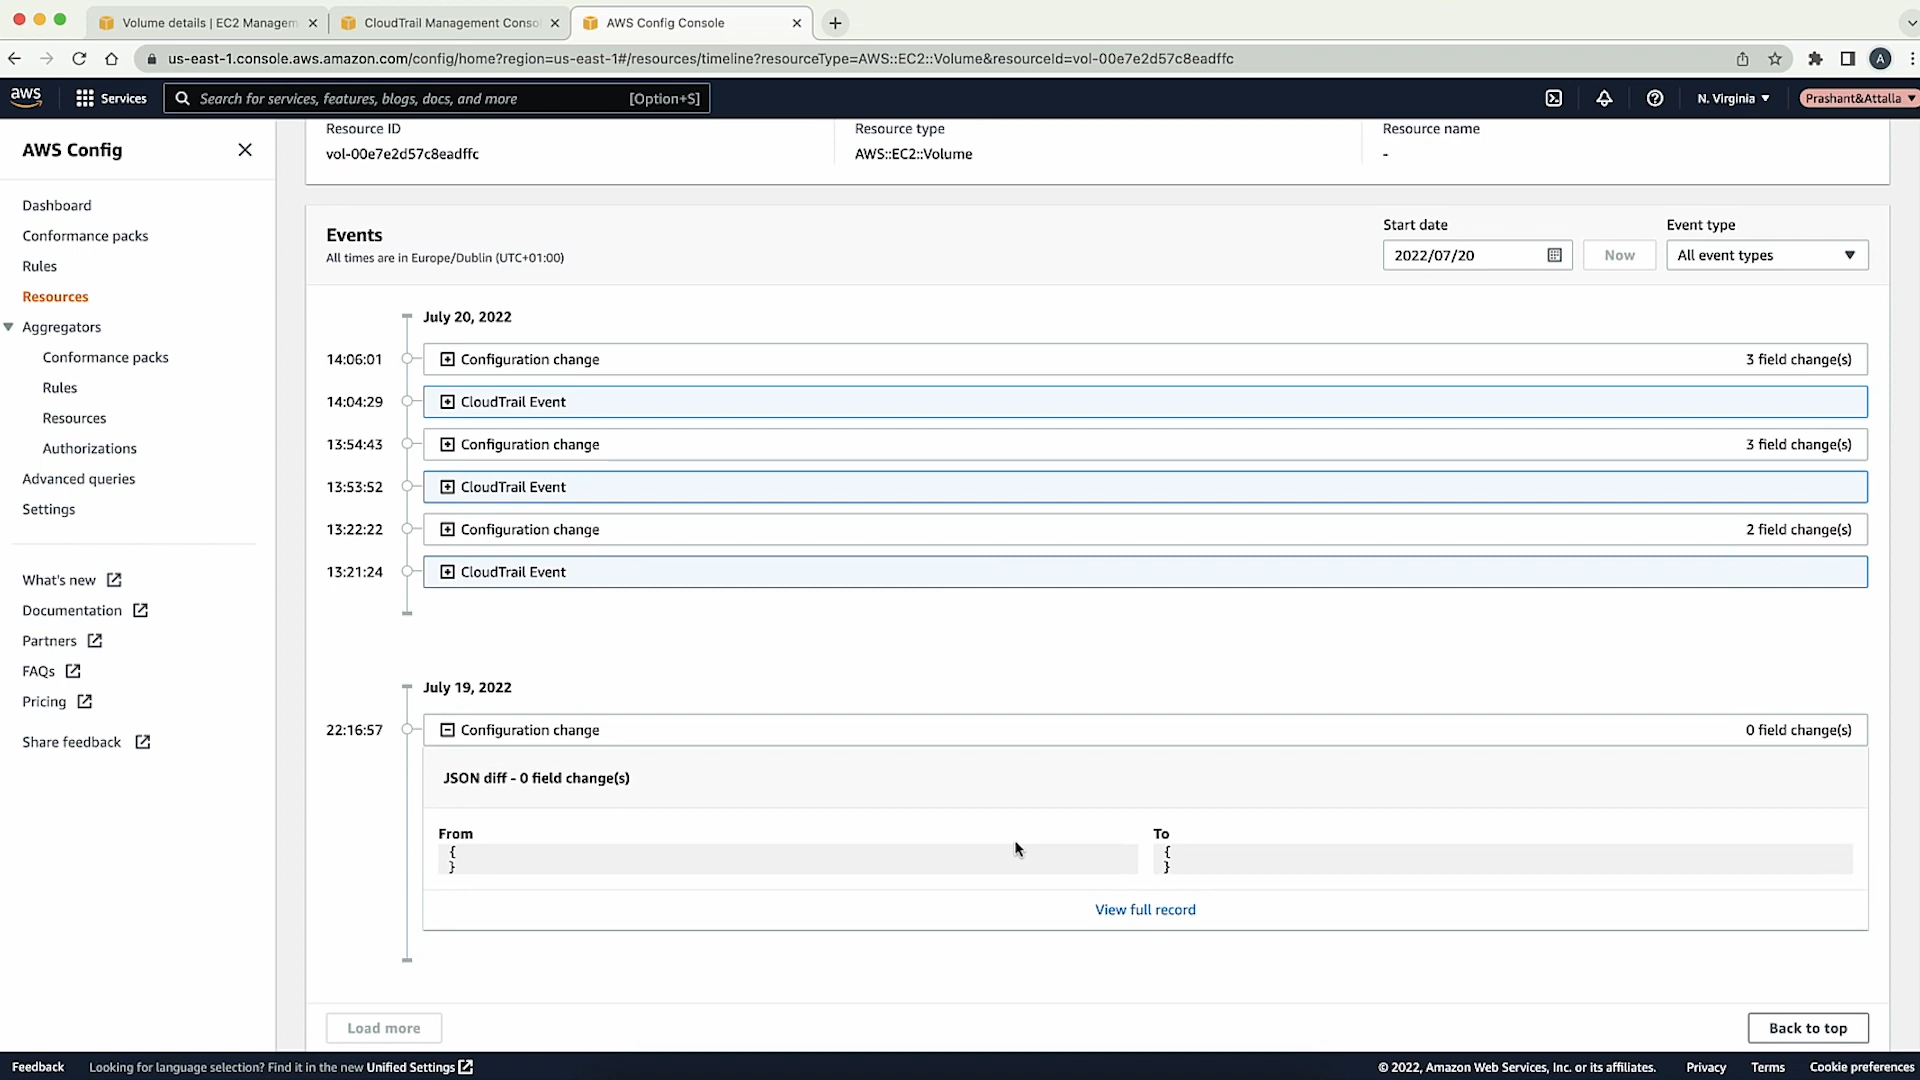 Volume details | EC2 Managem
CloudTrail Management Conso
AWS Config Console
us-east-1.console.aws.amazon.com/config/home?region=us-east-1#/resources/timeline?resourceType=AWS::EC2::Volume&resourceId=vol-00e7e2d57c8eadffc
A
aws
Services
Search for services, features, blogs, docs, and more
[Option+S]
N. Virginia
Prashant&Attalla
AWS Config
Dashboard
Conformance packs
Rules
Resources
Aggregators
Conformance packs
Rules
Resources
Authorizations
Advanced queries
Settings
What's new
Documentation
Partners
FAQs
Pricing
Share feedback
Resource ID
vol-00e7e2d57c8eadffc
Resource type
AWS::EC2::Volume
Resource name
-
Events
All times are in Europe/Dublin (UTC+01:00)
Start date
2022/07/20
Now
Event type
All event types
July 20, 2022
14:06:01 Configuration change 3 field change(s)
14:04:29 CloudTrail Event
13:54:43 Configuration change 3 field change(s)
13:53:52 CloudTrail Event
13:22:22 Configuration change 2 field change(s)
13:21:24 CloudTrail Event
July 19, 2022
22:16:57 Configuration change 0 field change(s)
JSON diff - 0 field change(s)
From
{
}
To
{
}
View full record
Load more
Back to top
Feedback
Looking for language selection? Find it in the new Unified Settings
© 2022, Amazon Web Services, Inc. or its affiliates.
Privacy
Terms
Cookie preferences